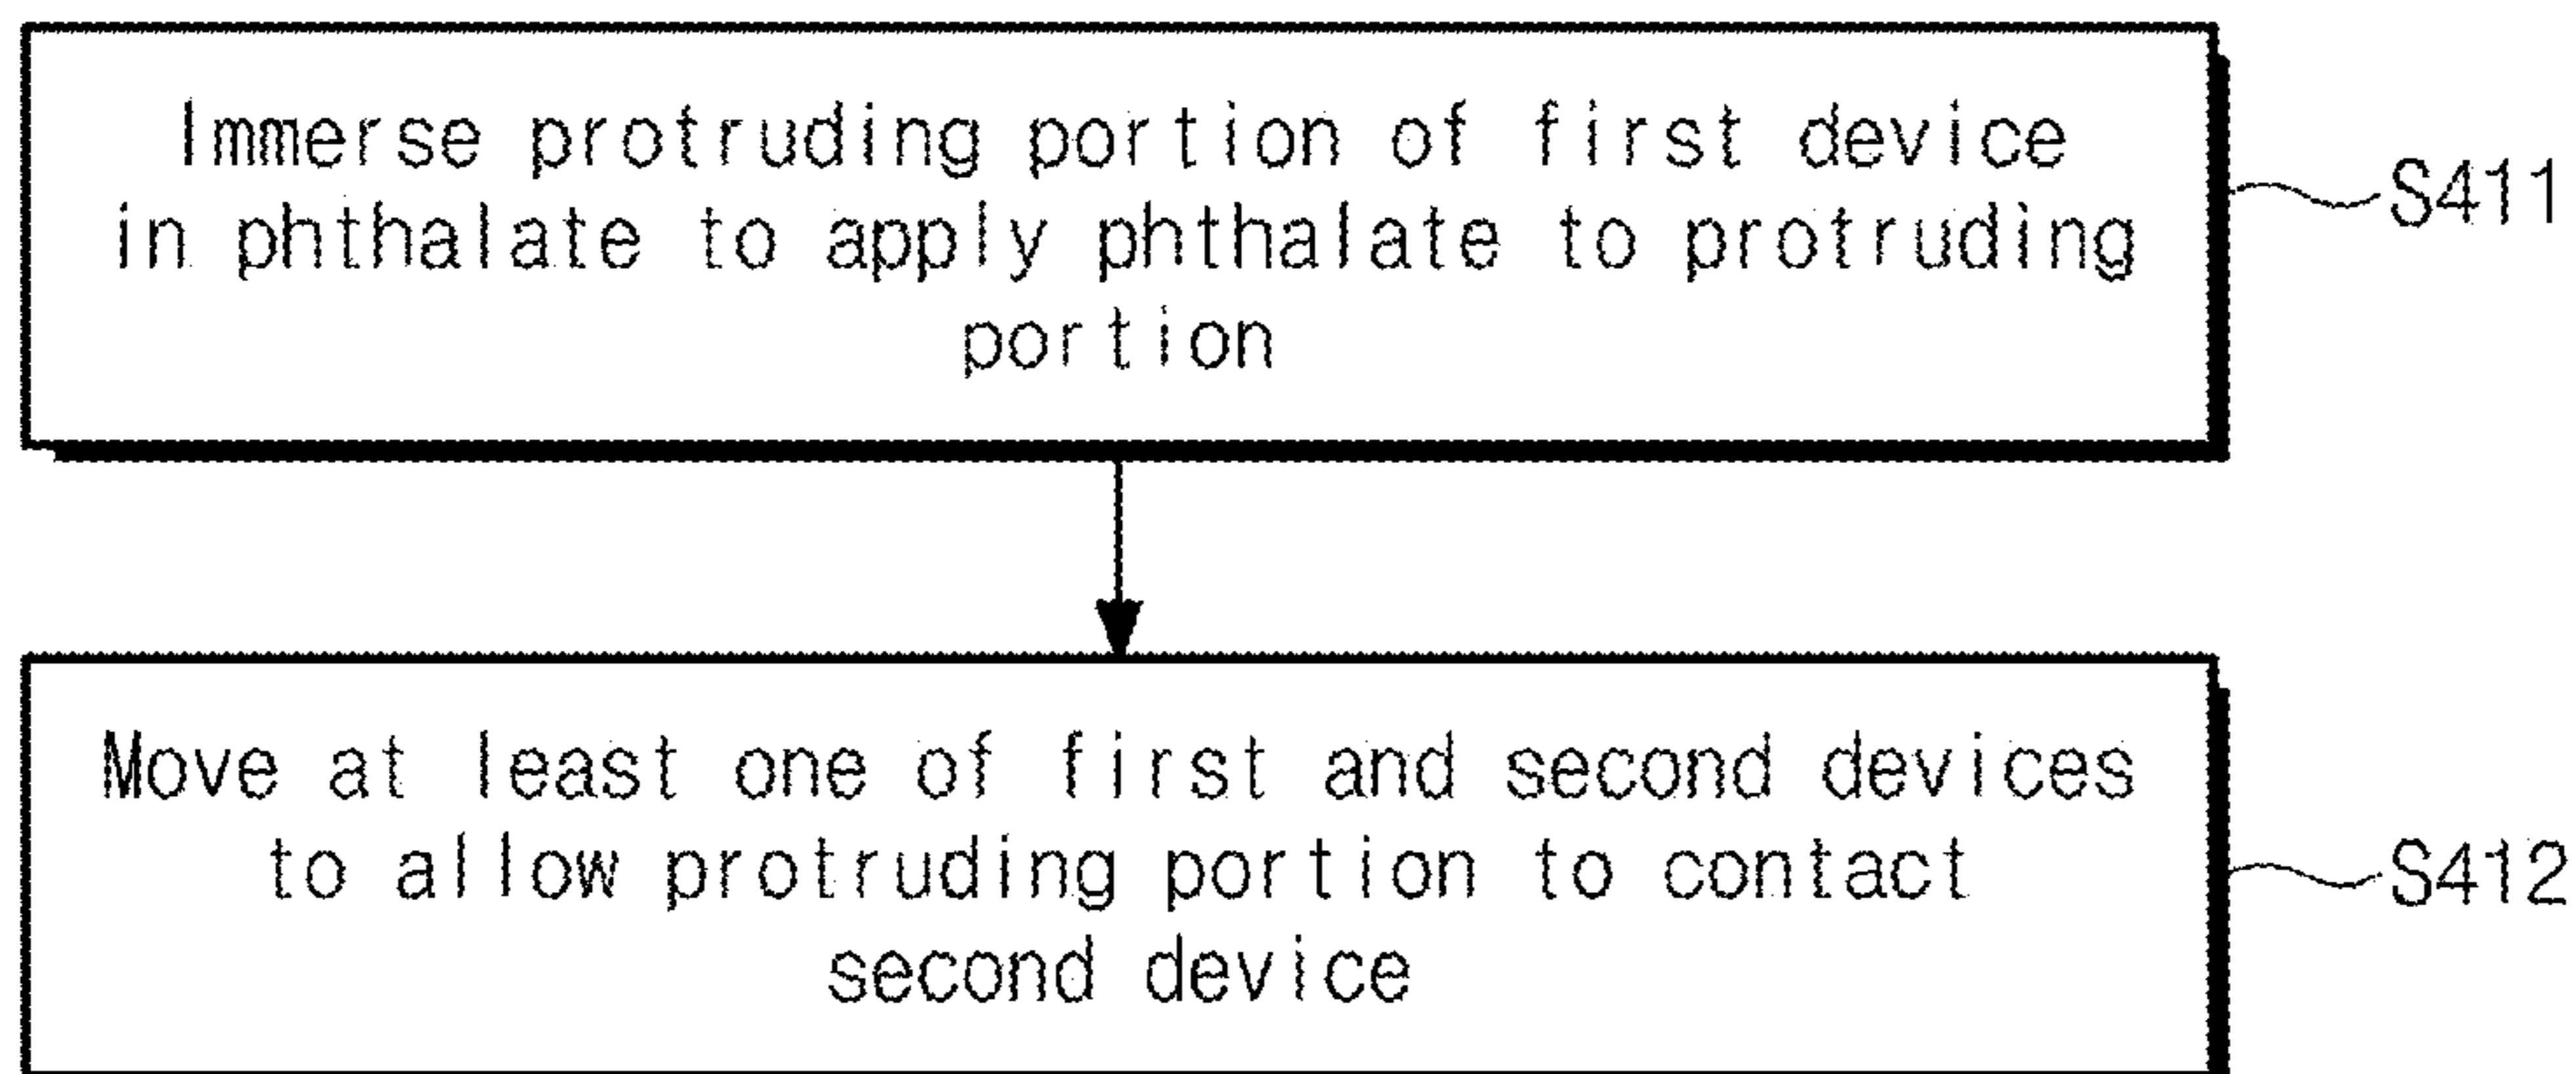 Immerse protruding portion of first device
in phthalate to apply phthalate to protruding
portion
S411
Move at least one of first and second devices
to allow protruding portion to contact
second device
S412